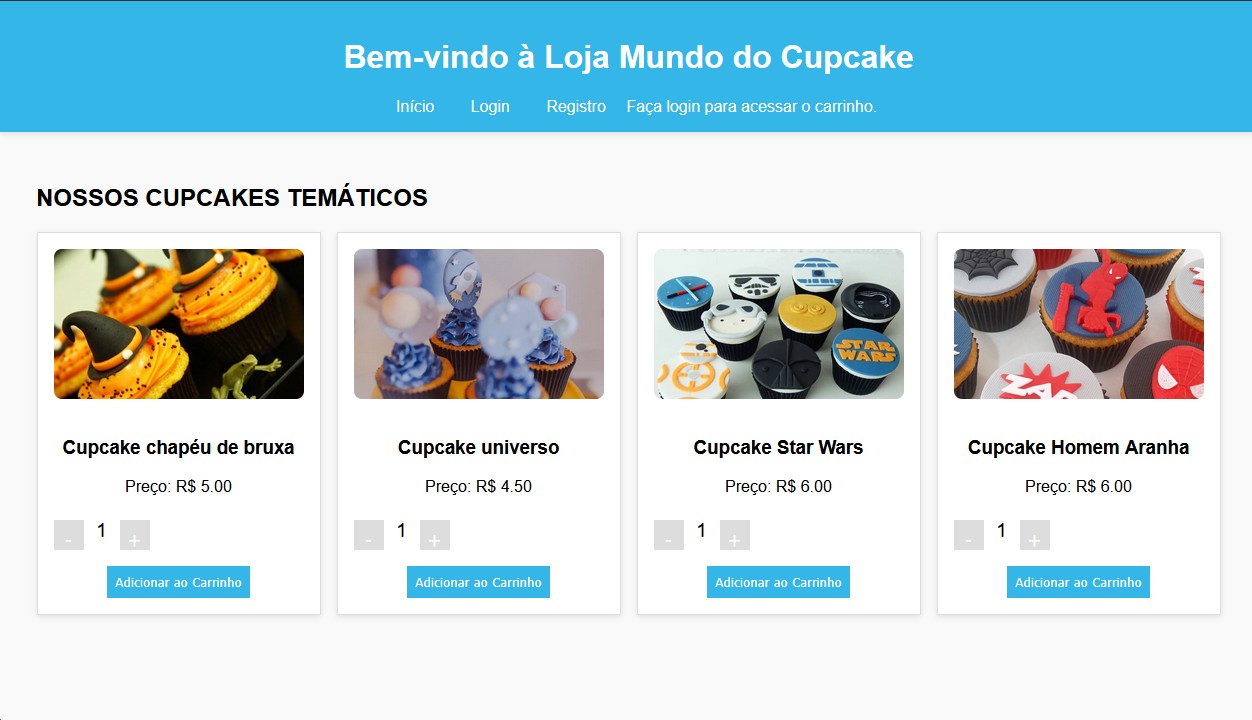 Bem-vindo à Loja Mundo do Cupcake
Início Login Registro Faça login para acessar o carrinho.
NOSSOS CUPCAKES TEMÁTICOS
STAR WARS
Cupcake chapéu de bruxa
Preço: R$ 5.00
- 1 +
Adicionar ao Carrinho
Cupcake universo
Preço: R$ 4.50
- 1 +
Adicionar ao Carrinho
Cupcake Star Wars
Preço: R$ 6.00
- 1 +
Adicionar ao Carrinho
Cupcake Homem Aranha
Preço: R$ 6.00
- 1 +
Adicionar ao Carrinho